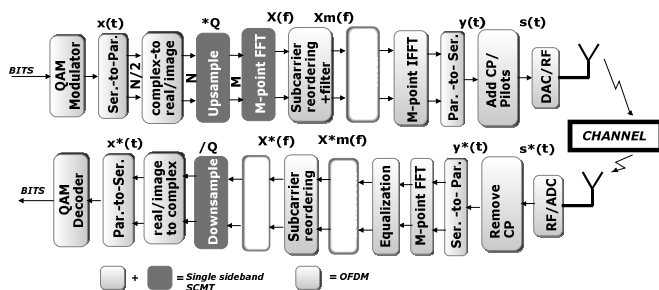 x(t) *Q X(f) Xm(f) y(t) s(t)
BITS
QAM
Modulator
Ser.-to-Par.
N/2
complex-to
real/image
N
Upsample
M
M-point FFT
Subcarrier
reordering
+filter
M-point IFFT
Par. -to- Ser.
Add CP/
Pilots
DAC/RF
CHANNEL
x*(t) /Q X*(f) X*m(f) y*(t) s*(t)
BITS
QAM
Decoder
Par.-to-Ser.
real/image
to complex
Downsample
Subcarrier
reordering
Equalization
M-point FFT
Ser. -to- Par.
Remove
CP
RF/ADC
+ = Single sideband
SCMT
= OFDM